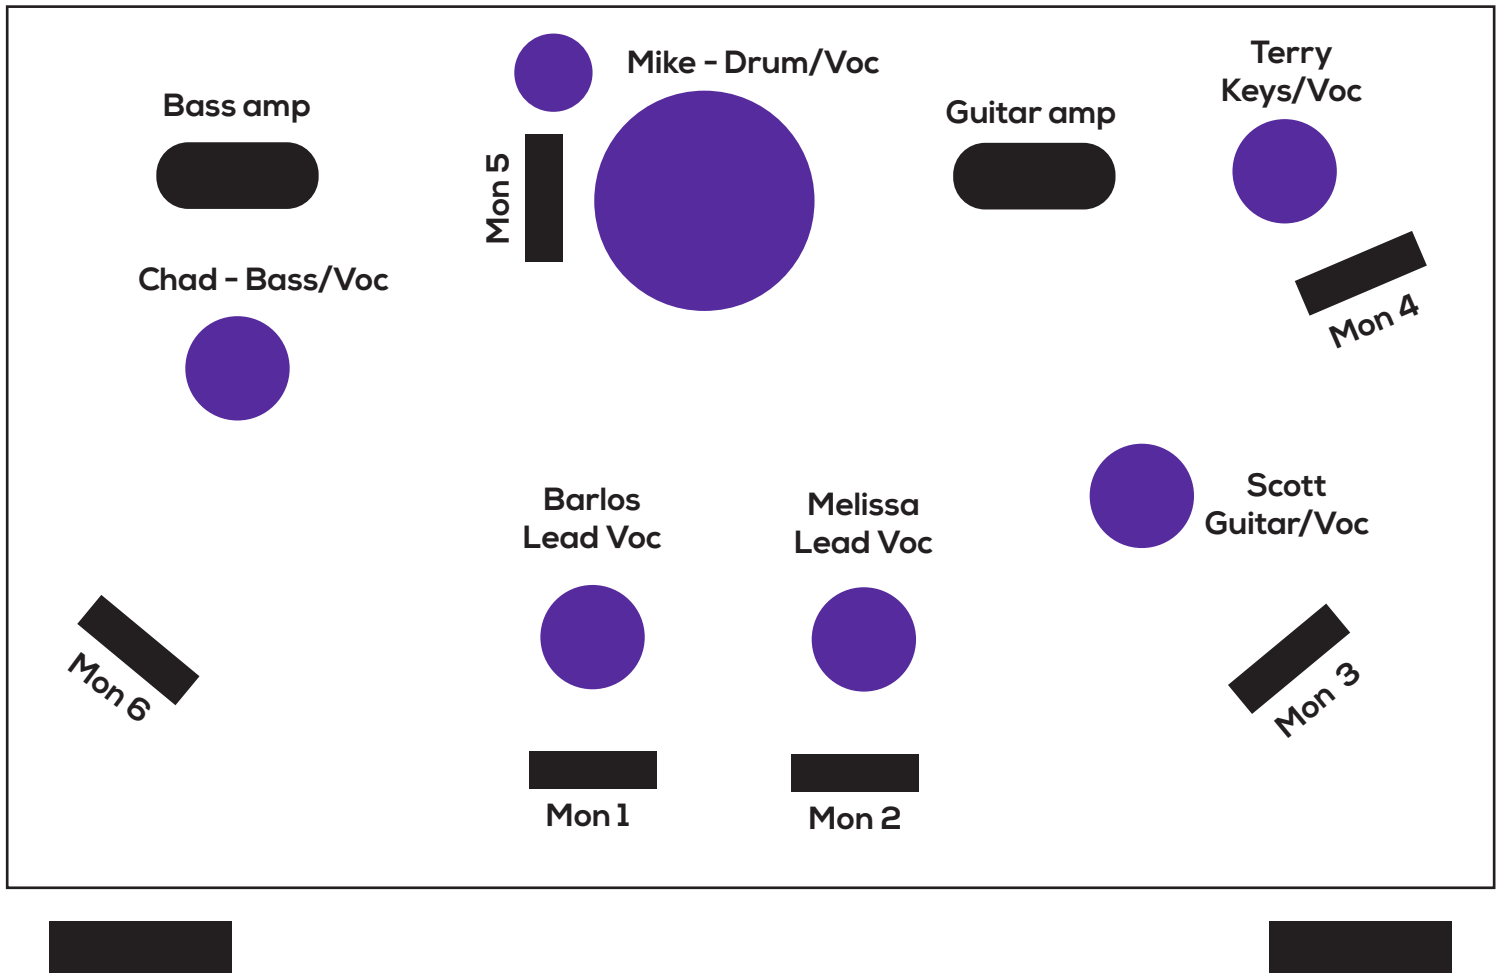 Mike - Drum/Voc
Terry
Keys/Voc
Bass amp
Guitar amp
Mon 5
Chad - Bass/Voc
Mon 4
Barlos
Lead Voc
Melissa
Lead Voc
Scott
Guitar/Voc
Mon 6
Mon 3
Mon 1
Mon 2